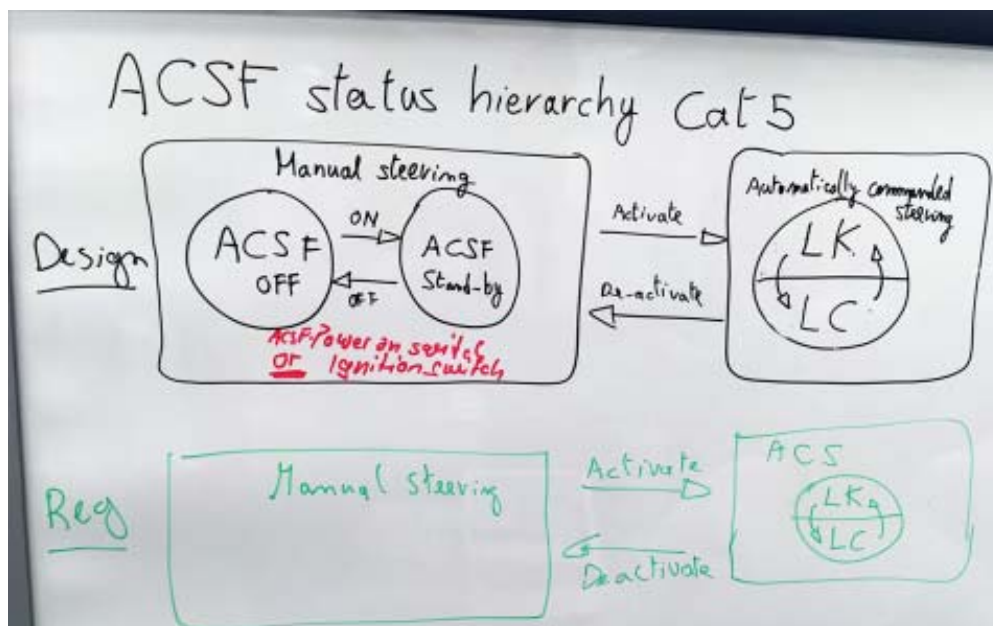 ACSF status hierarchy Cat 5
Manual steering
Design
ACSF
OFF
ON
OFF
ACSF
Stand-by
ACSF-Power on switch
or Ignition switch
Activate
De-activate
Automatically commanded
steering
LK
LC
Reg
Manual steering
Activate
Deactivate
ACS
LK
LC